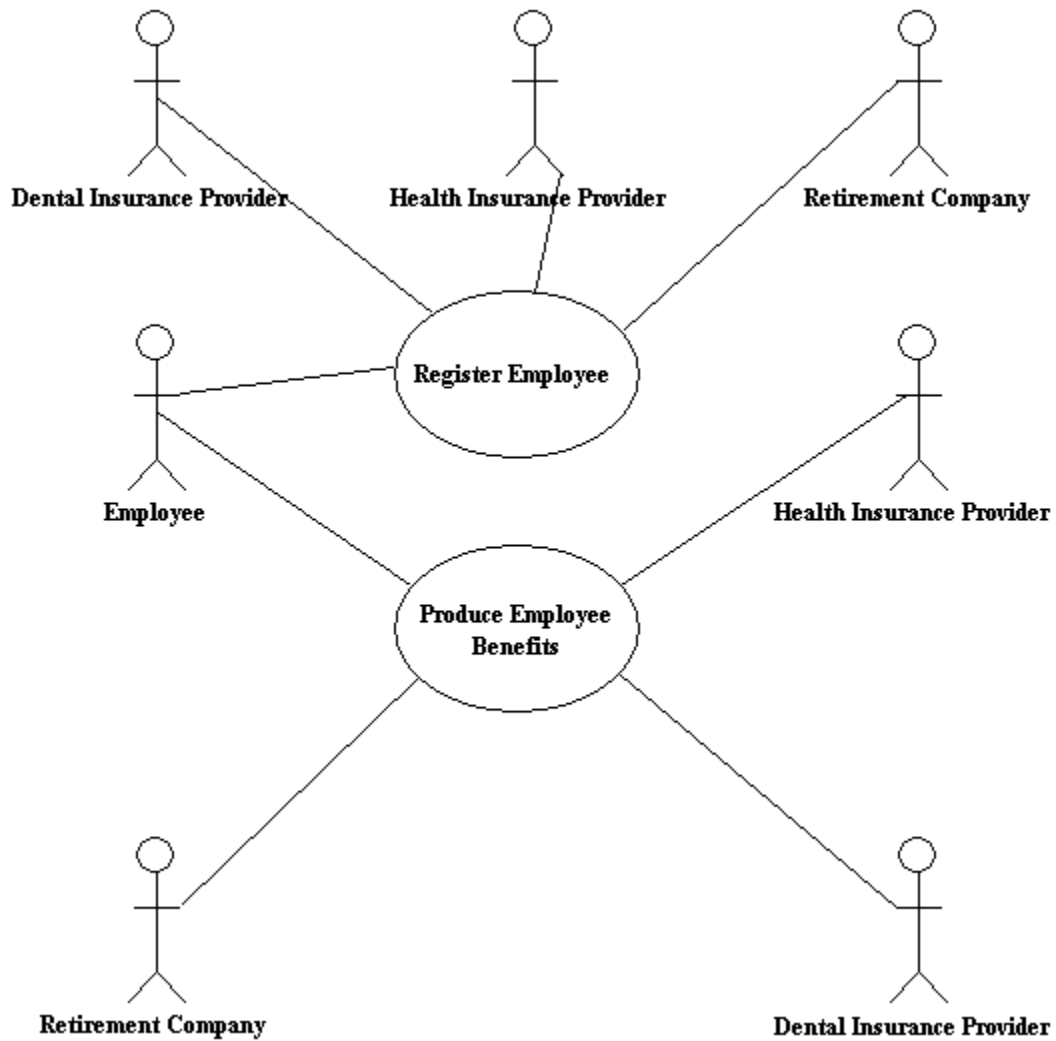 Dental Insurance Provider
Health Insurance Provider
Retirement Company
Register Employee
Employee
Health Insurance Provider
Produce Employee
Benefits
Retirement Company
Dental Insurance Provider